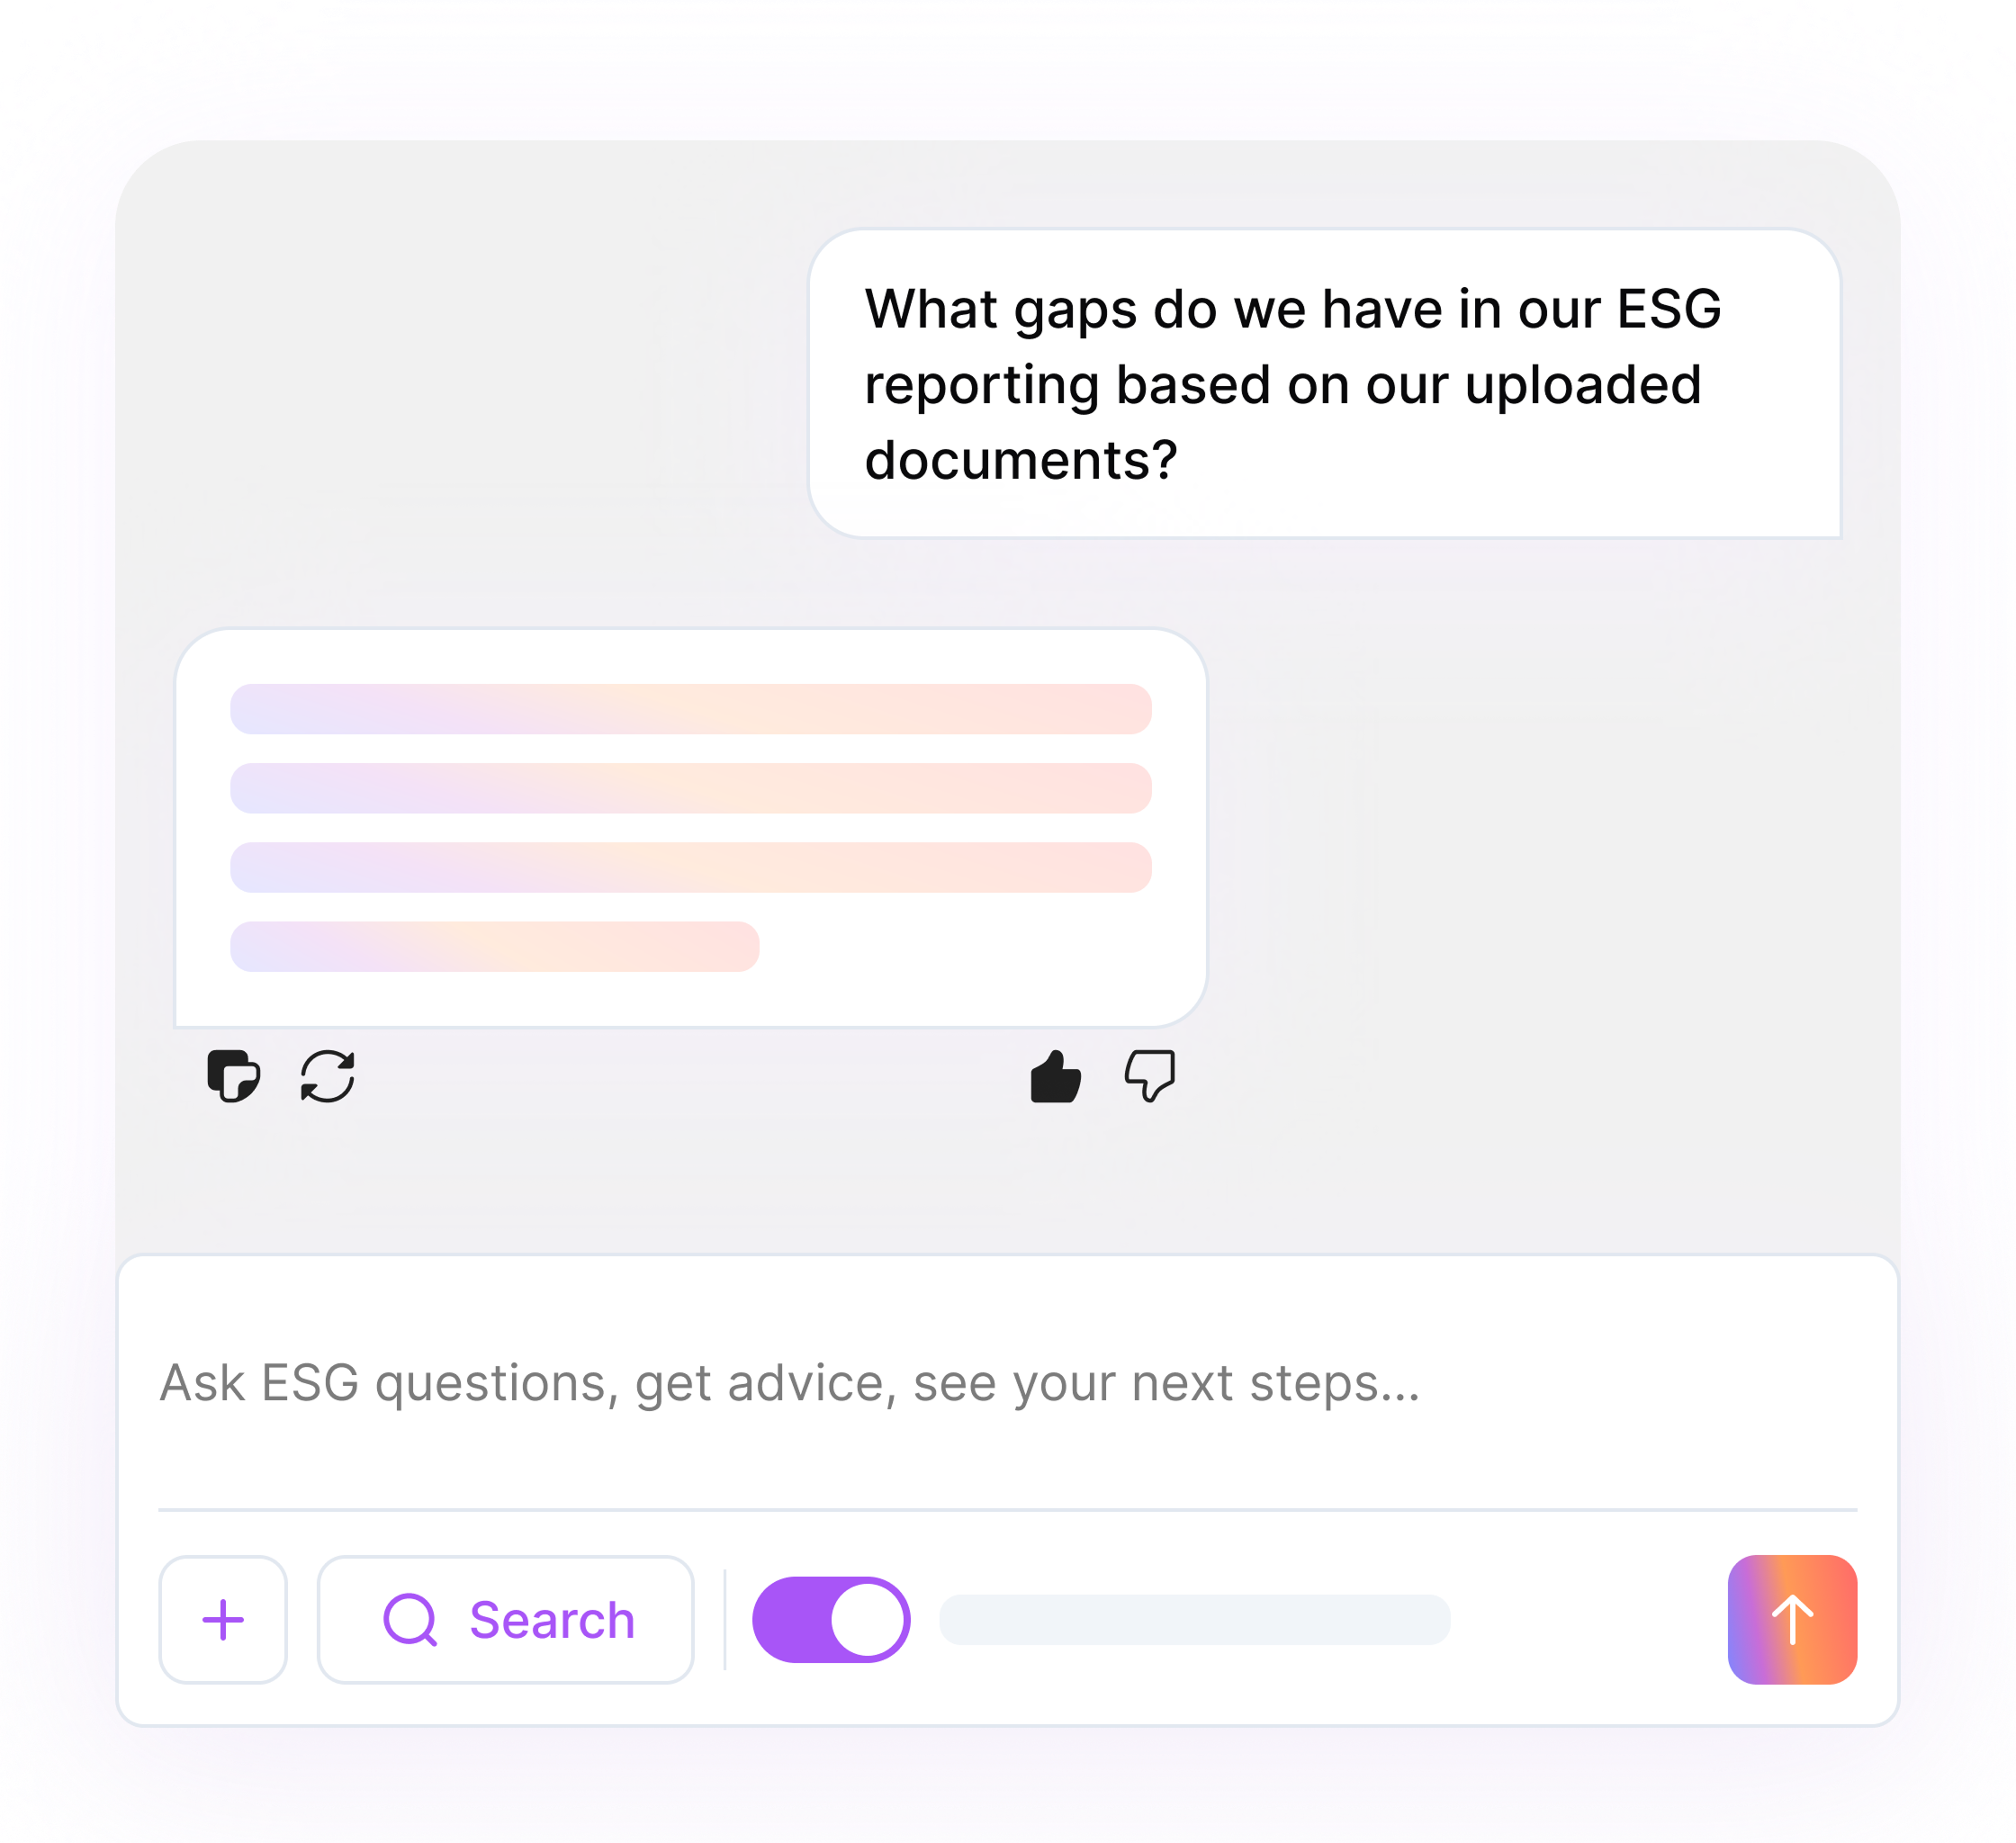 What gaps do we have in our ESG
reporting based on our uploaded
documents?
Ask ESG questions, get advice, see your next steps...
Search